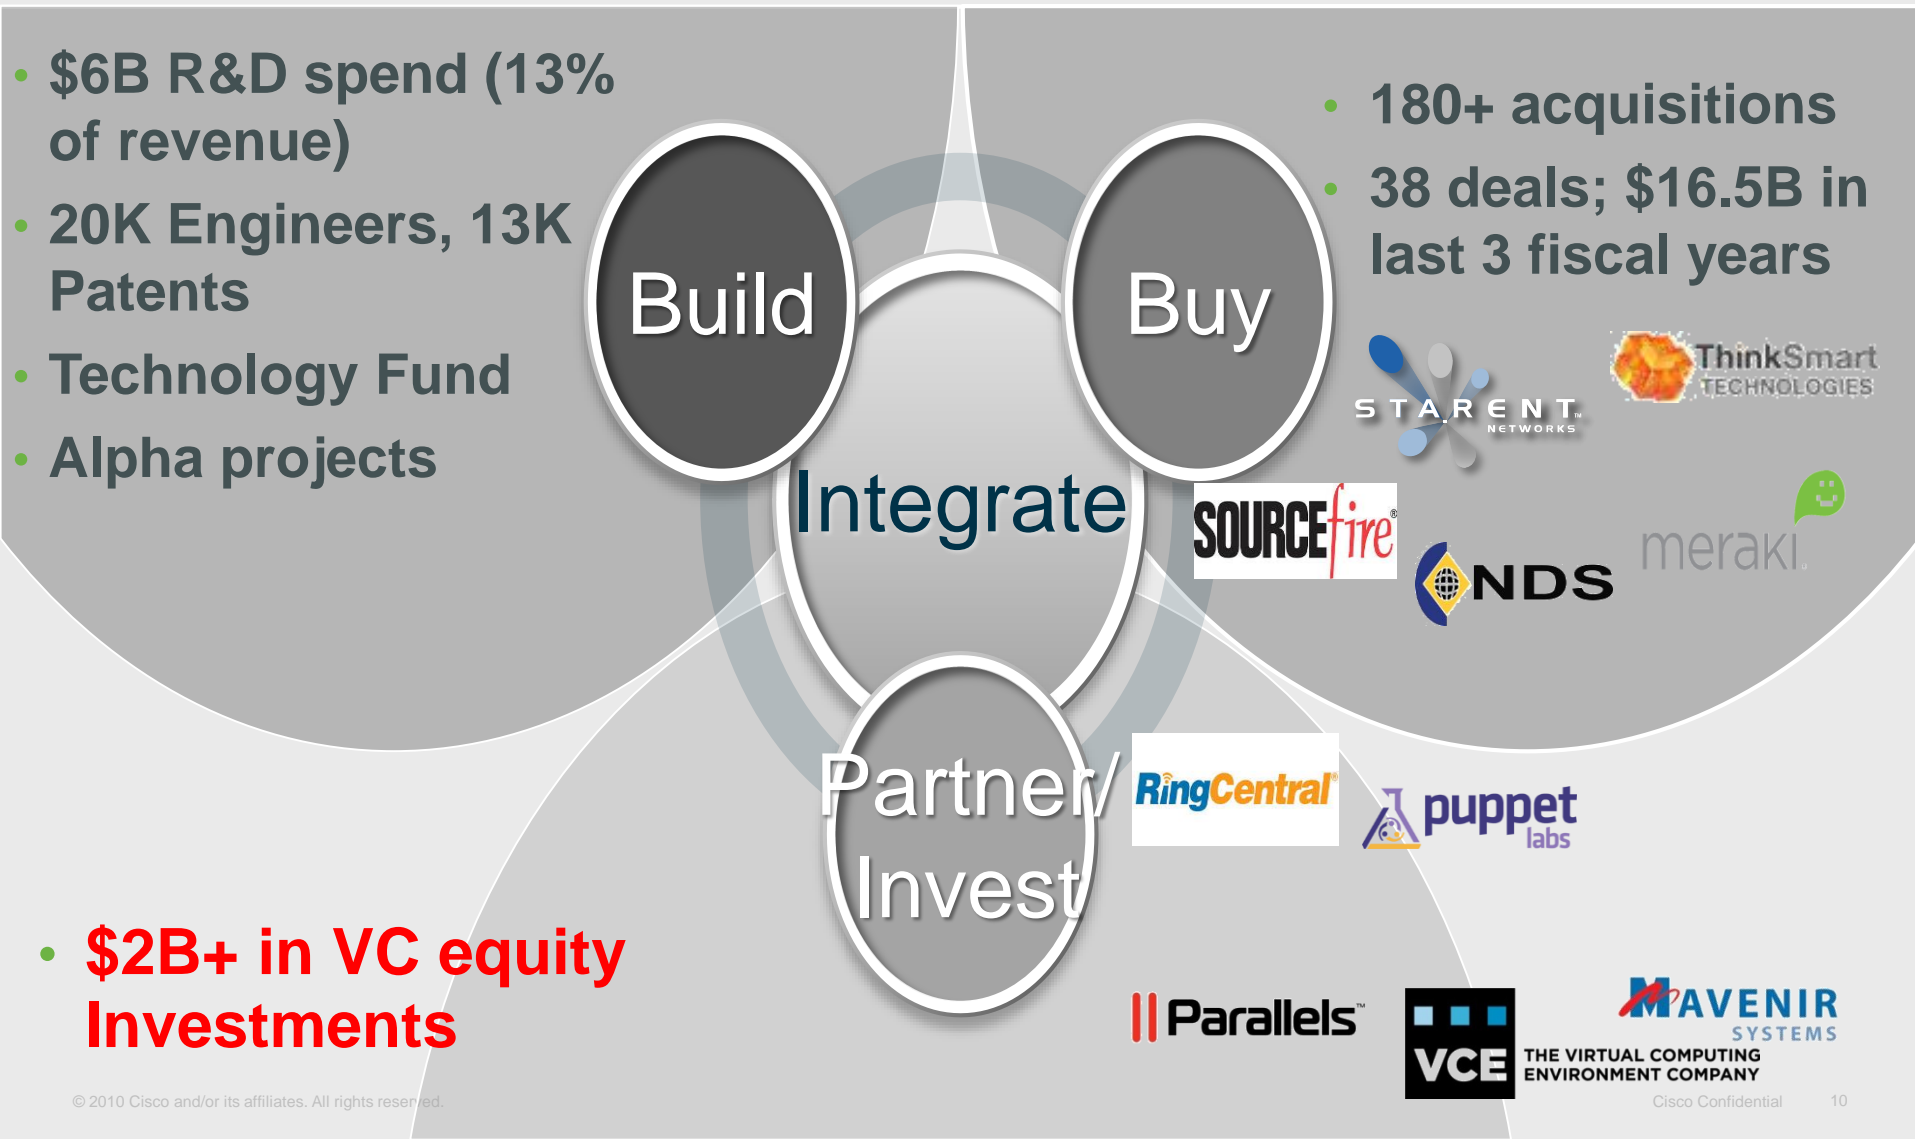 • $6B R&D spend (13%
of revenue)
• 20K Engineers, 13K
Patents
• Technology Fund
• Alpha projects
Build
Buy
Integrate
Partner/
Invest
• 180+ acquisitions
• 38 deals; $16.5B in
last 3 fiscal years
STARENT™
NETWORKS
ThinkSmart
TECHNOLOGIES
SOURCEfire®
NDS
meraki
RingCentral®
puppet
labs
• $2B+ in VC equity
Investments
Parallels™
VCE
THE VIRTUAL COMPUTING
ENVIRONMENT COMPANY
MAVENIR
SYSTEMS
© 2010 Cisco and/or its affiliates. All rights reserved.
Cisco Confidential
10